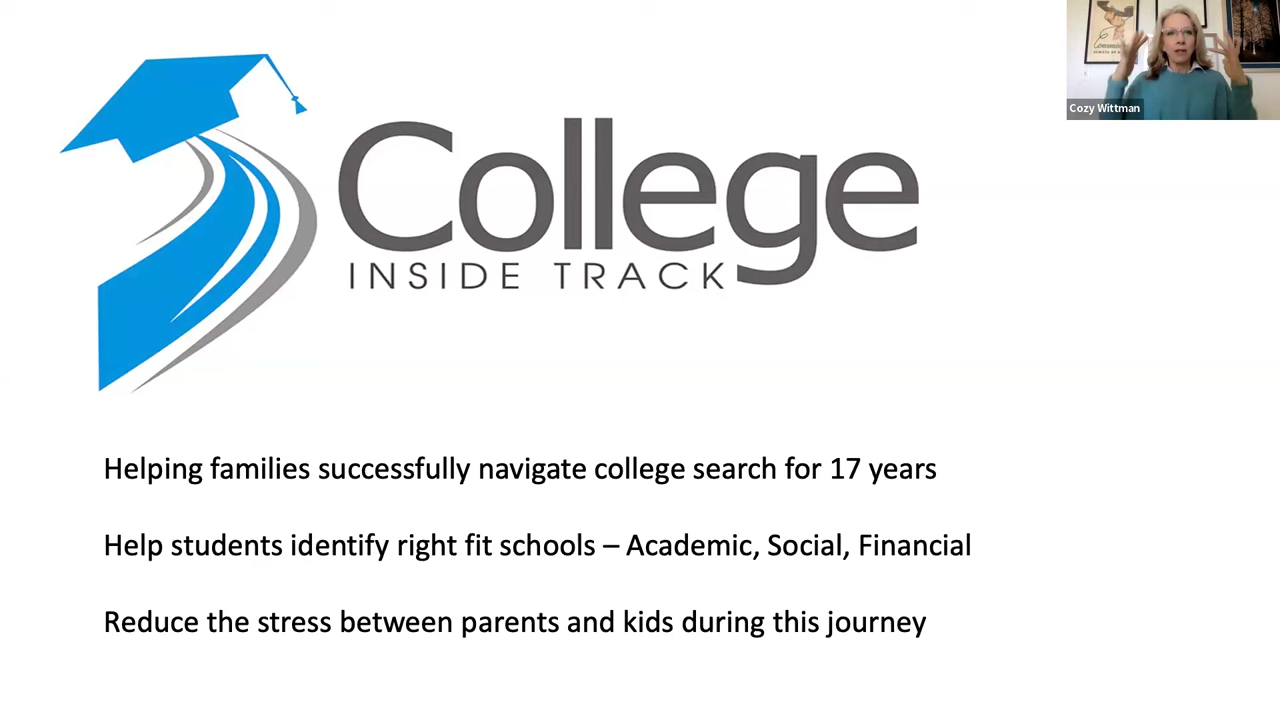 College
INSIDE TRACK
Cozy Wittman
Helping families successfully navigate college search for 17 years
Help students identify right fit schools – Academic, Social, Financial
Reduce the stress between parents and kids during this journey